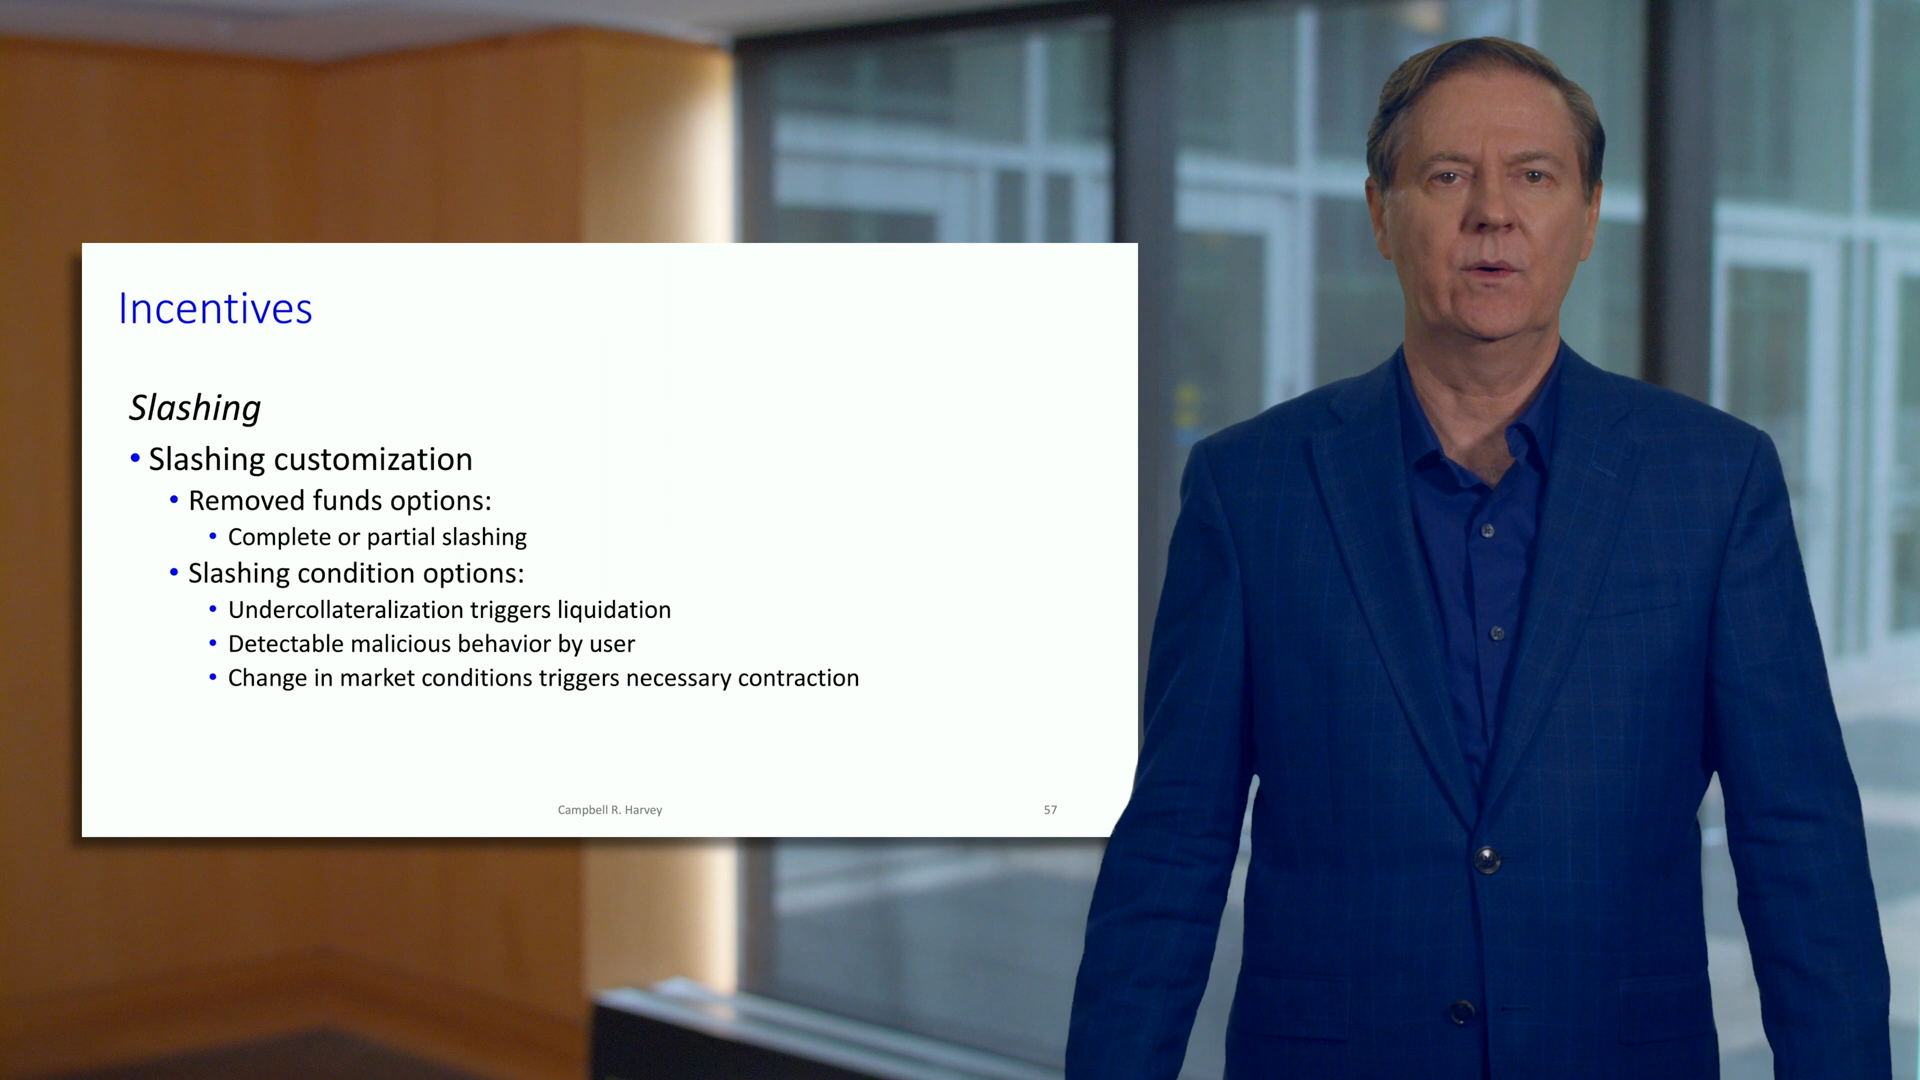 Incentives
Slashing
• Slashing customization
• Removed funds options:
• Complete or partial slashing
• Slashing condition options:
• Undercollateralization triggers liquidation
• Detectable malicious behavior by user
• Change in market conditions triggers necessary contraction
Campbell R. Harvey
57